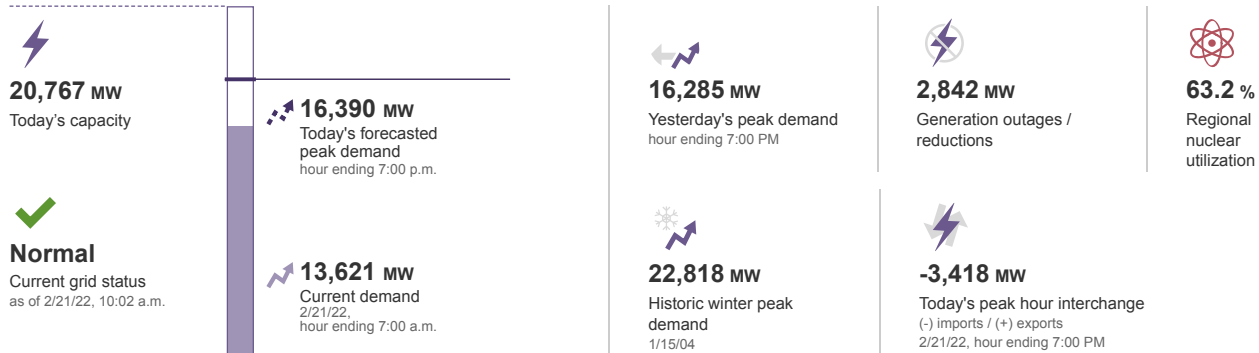 20,767 MW
Today's capacity
Normal
Current grid status
as of 2/21/22, 10:02 a.m.
16,390 MW
Today's forecasted
peak demand
hour ending 7:00 p.m.
13,621 MW
Current demand
2/21/22,
hour ending 7:00 a.m.
16,285 MW
Yesterday's peak demand
hour ending 7:00 PM
2,842 MW
Generation outages /
reductions
63.2 %
Regional
nuclear
utilization
22,818 MW
Historic winter peak
demand
1/15/04
-3,418 MW
Today's peak hour interchange
(-) imports / (+) exports
2/21/22, hour ending 7:00 PM